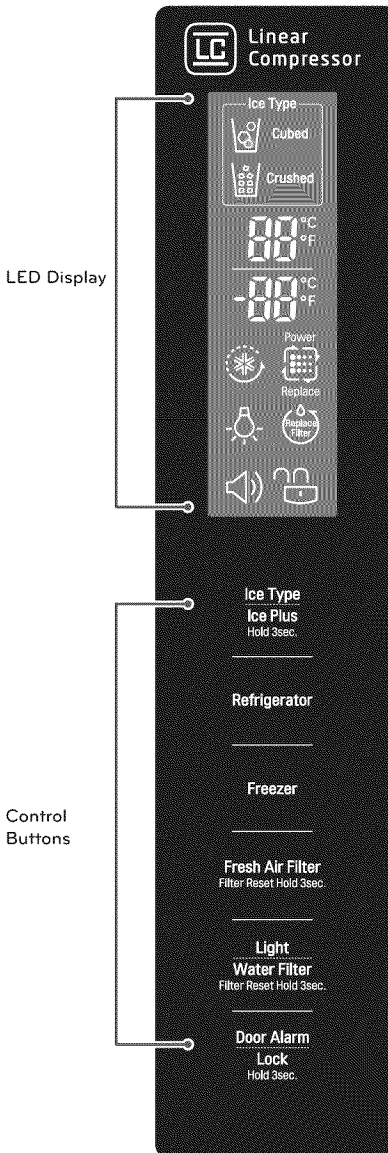 LC
Linear
Compressor
Ice Type
Cubed
Crushed
88 °C
°F
-88 °C
°F
Power
Replace
Replace
Filter
LED Display
Ice Type
Ice Plus
Hold 3sec.
Refrigerator
Freezer
Control
Buttons
Fresh Air Filter
Filter Reset Hold 3sec.
Light
Water Filter
Filter Reset Hold 3sec.
Door Alarm
Lock
Hold 3sec.